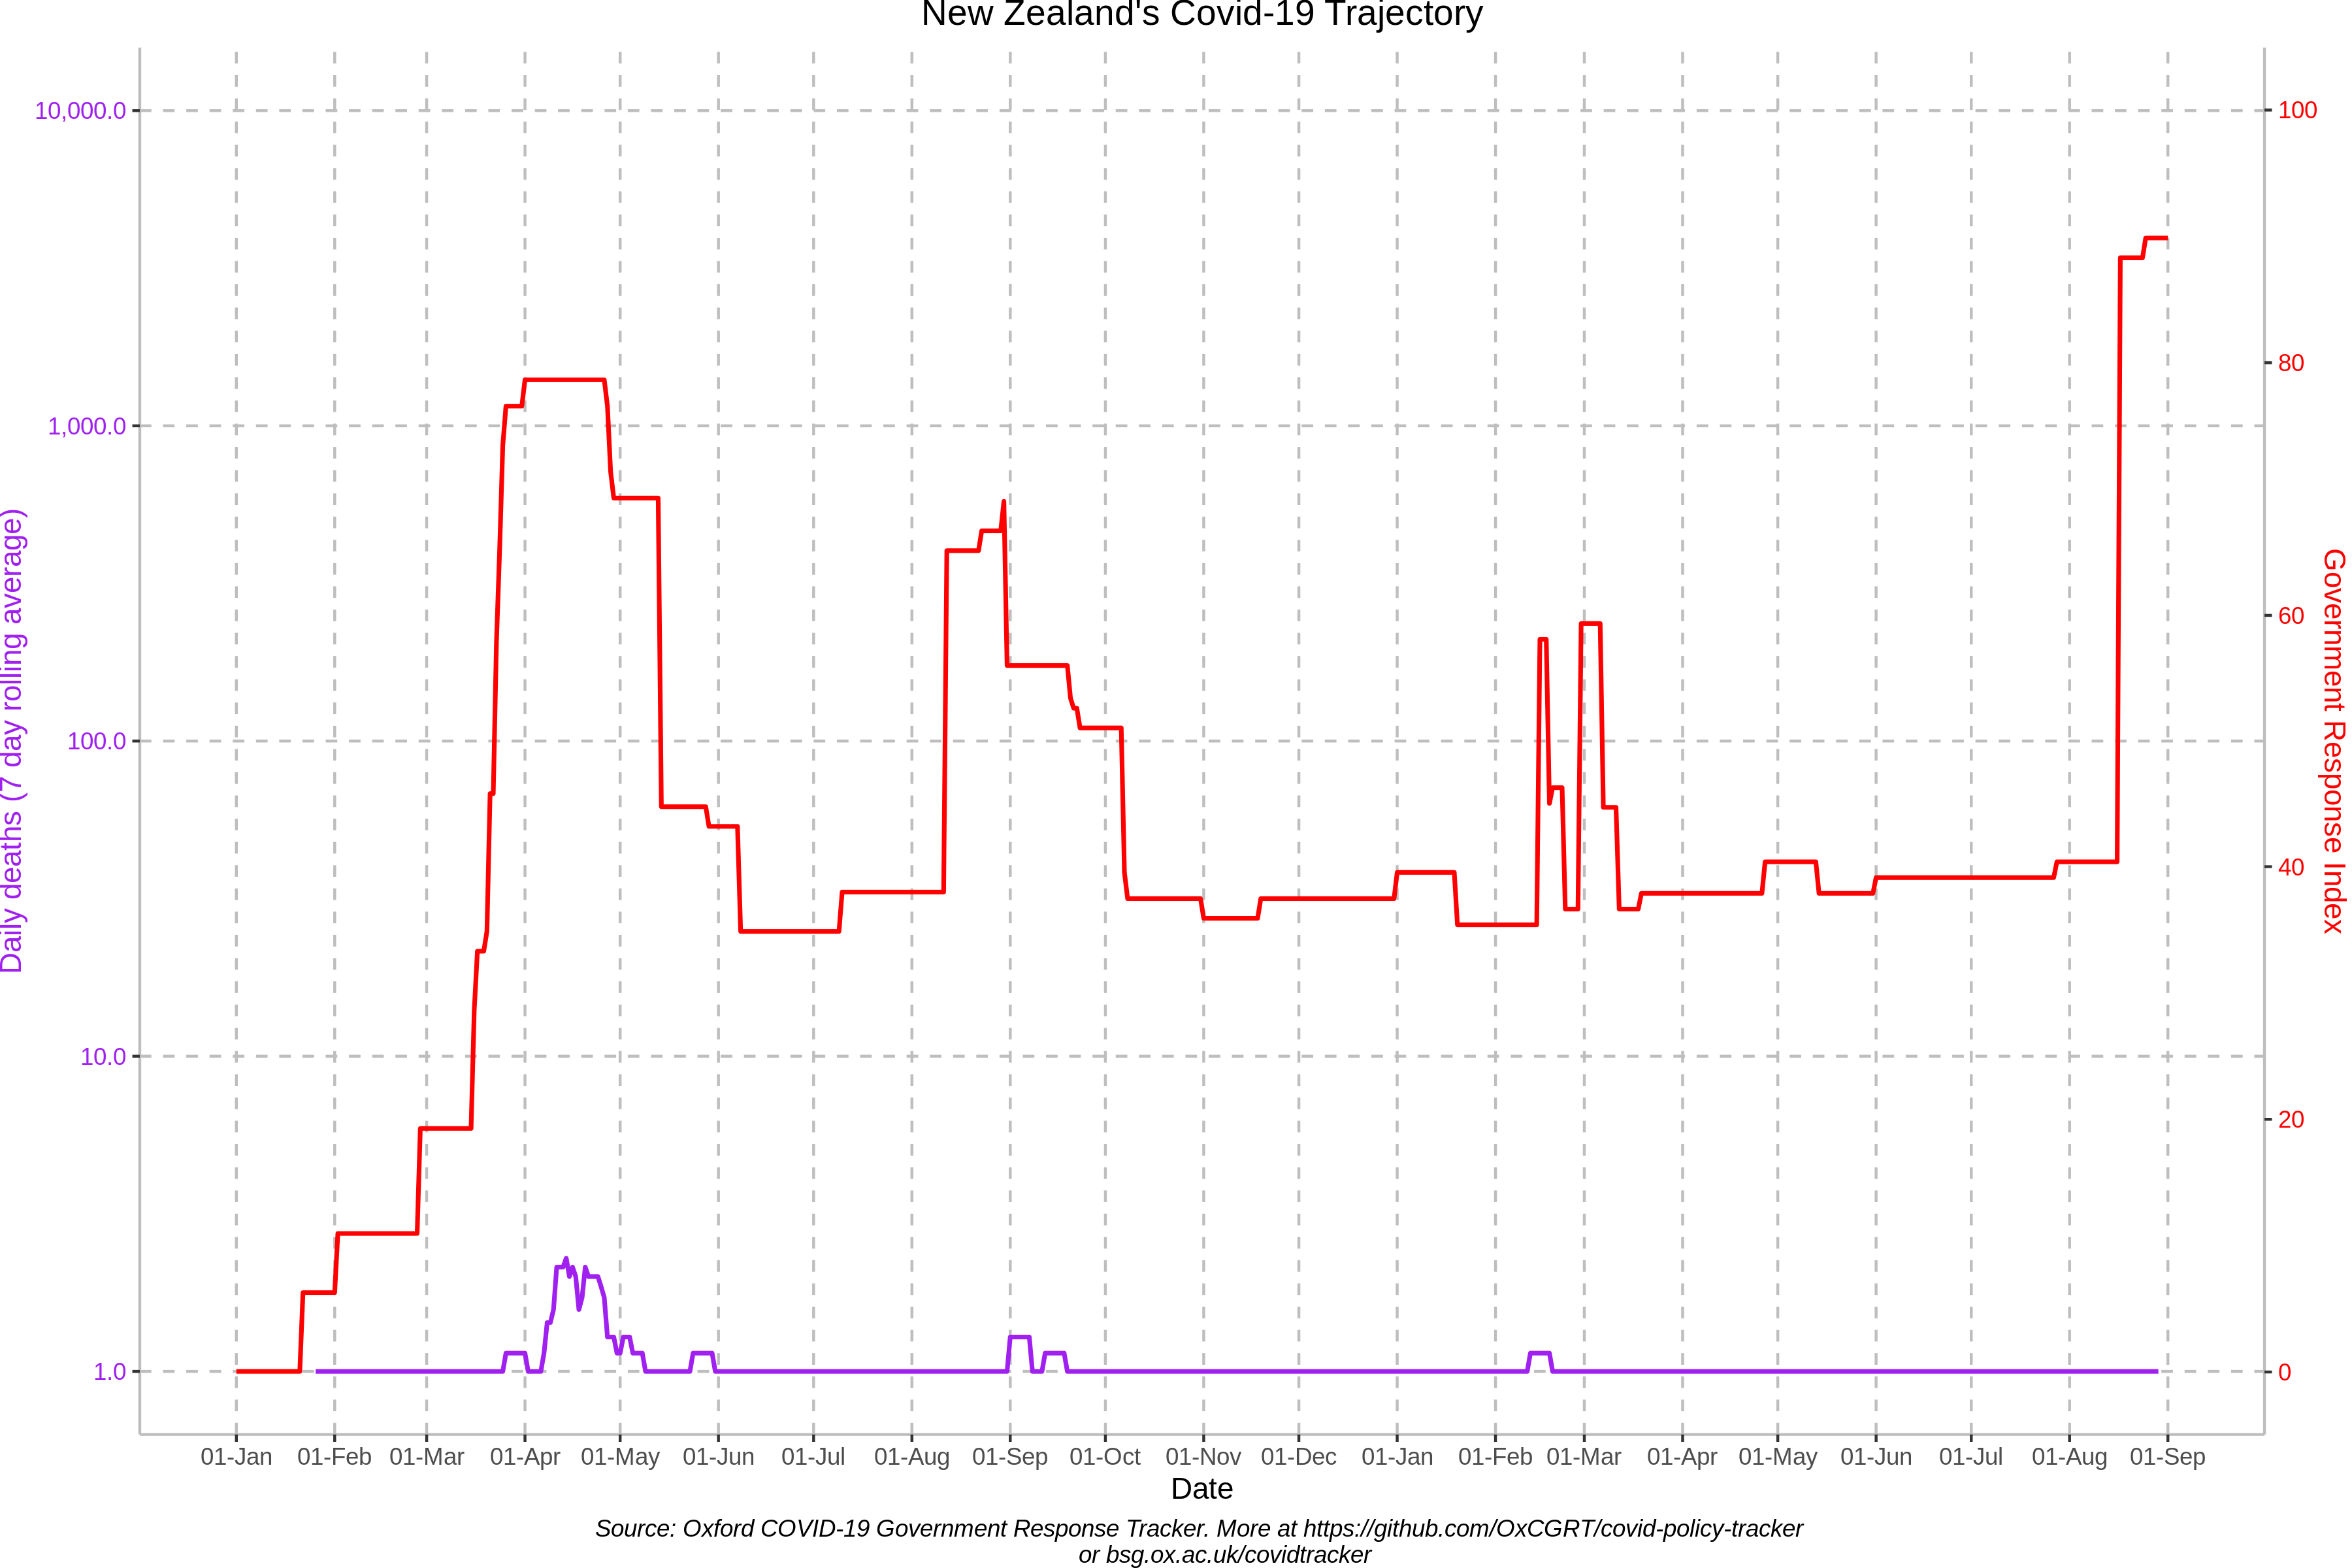 New Zealand's Covid-19 Trajectory
10,000.0
1,000.0
100.0
10.0
1.0
Daily deaths (7 day rolling average)
100
80
60
40
20
0
Government Response Index
01-Jan 01-Feb 01-Mar 01-Apr 01-May 01-Jun 01-Jul 01-Aug 01-Sep 01-Oct 01-Nov 01-Dec 01-Jan 01-Feb 01-Mar 01-Apr 01-May 01-Jun 01-Jul 01-Aug 01-Sep
Date
Source: Oxford COVID-19 Government Response Tracker. More at https://github.com/OxCGRT/covid-policy-tracker
or bsg.ox.ac.uk/covidtracker